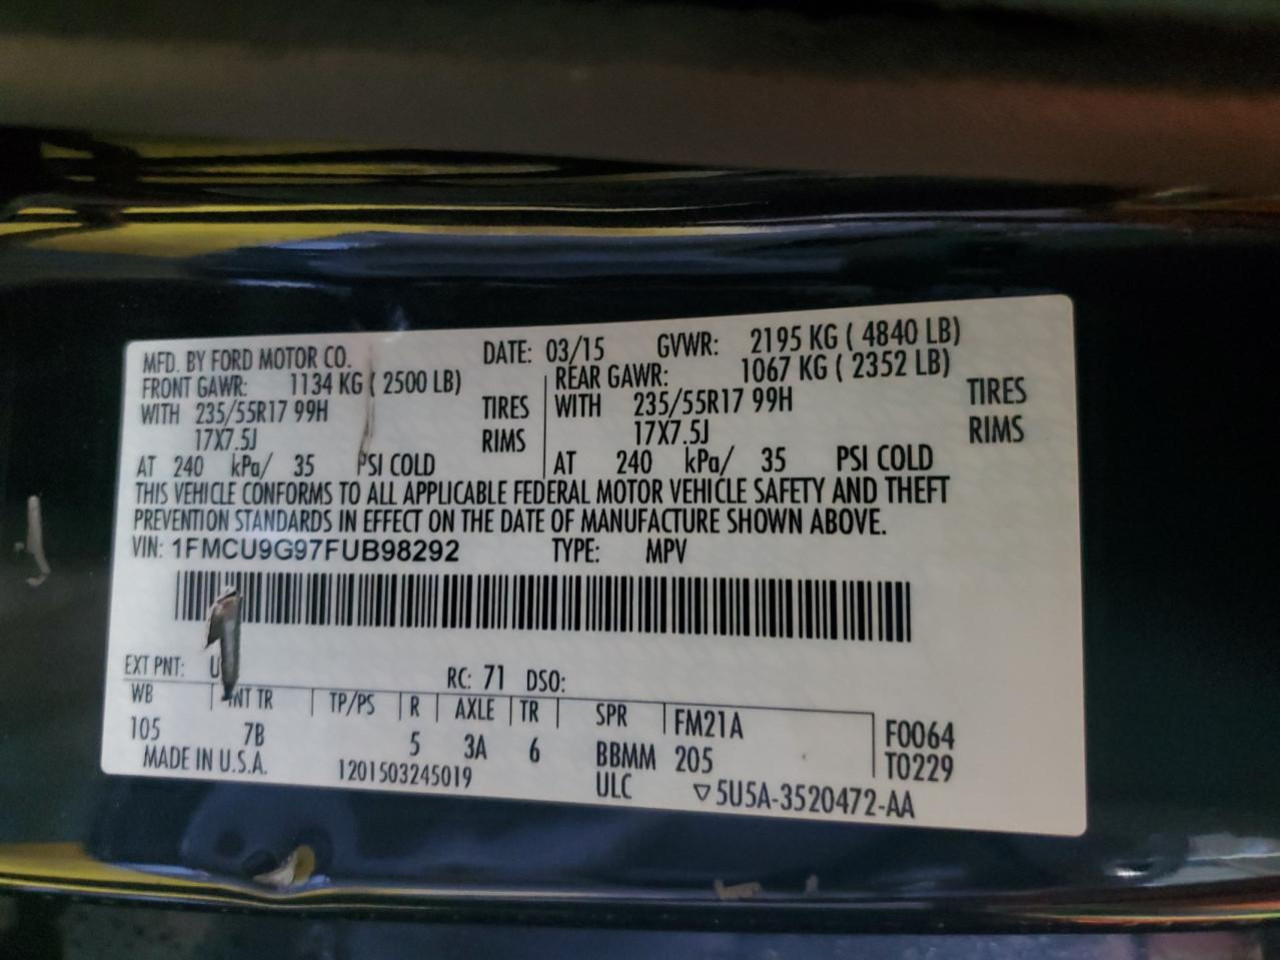 MFD. BY FORD MOTOR CO. DATE: 03/15 GVWR: 2195 KG ( 4840 LB)
FRONT GAWR: 1134 KG ( 2500 LB) REAR GAWR: 1067 KG ( 2352 LB)
WITH 235/55R17 99H TIRES WITH 235/55R17 99H TIRES
17X7.5J RIMS 17X7.5J RIMS
AT 240 kPa/ 35 PSI COLD AT 240 kPa/ 35 PSI COLD
THIS VEHICLE CONFORMS TO ALL APPLICABLE FEDERAL MOTOR VEHICLE SAFETY AND THEFT
PREVENTION STANDARDS IN EFFECT ON THE DATE OF MANUFACTURE SHOWN ABOVE.
VIN: 1FMCU9G97FUB98292 TYPE: MPV
EXT PNT: RC: 71 DSO:
WB INT TR TP/PS R AXLE TR SPR FM21A F0064
105 7B 5 3A 6 BBMM 205 T0229
MADE IN U.S.A. 1201503245019 ULC ▽5U5A-3520472-AA